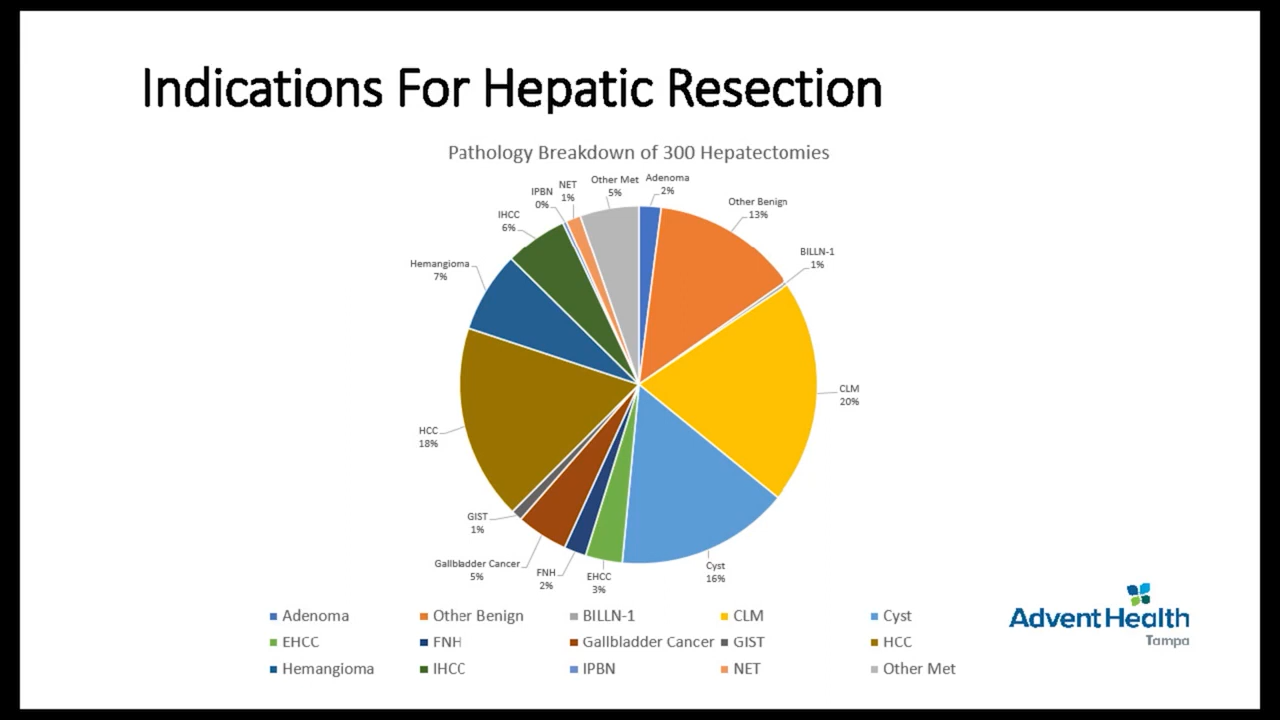 Indications For Hepatic Resection
Pathology Breakdown of 300 Hepatectomies
Adenoma
2%
Other Benign
13%
BILLN-1
1%
CLM
20%
Cyst
16%
EHCC
3%
FNH
2%
Gallbladder Cancer
5%
GIST
1%
HCC
18%
Hemangioma
7%
IHCC
6%
IPBN
0%
NET
1%
Other Met
5%
Adenoma Other Benign BILLN-1 CLM Cyst
EHCC FNH Gallbladder Cancer GIST HCC
Hemangioma IHCC IPBN NET Other Met
AdventHealth
Tampa